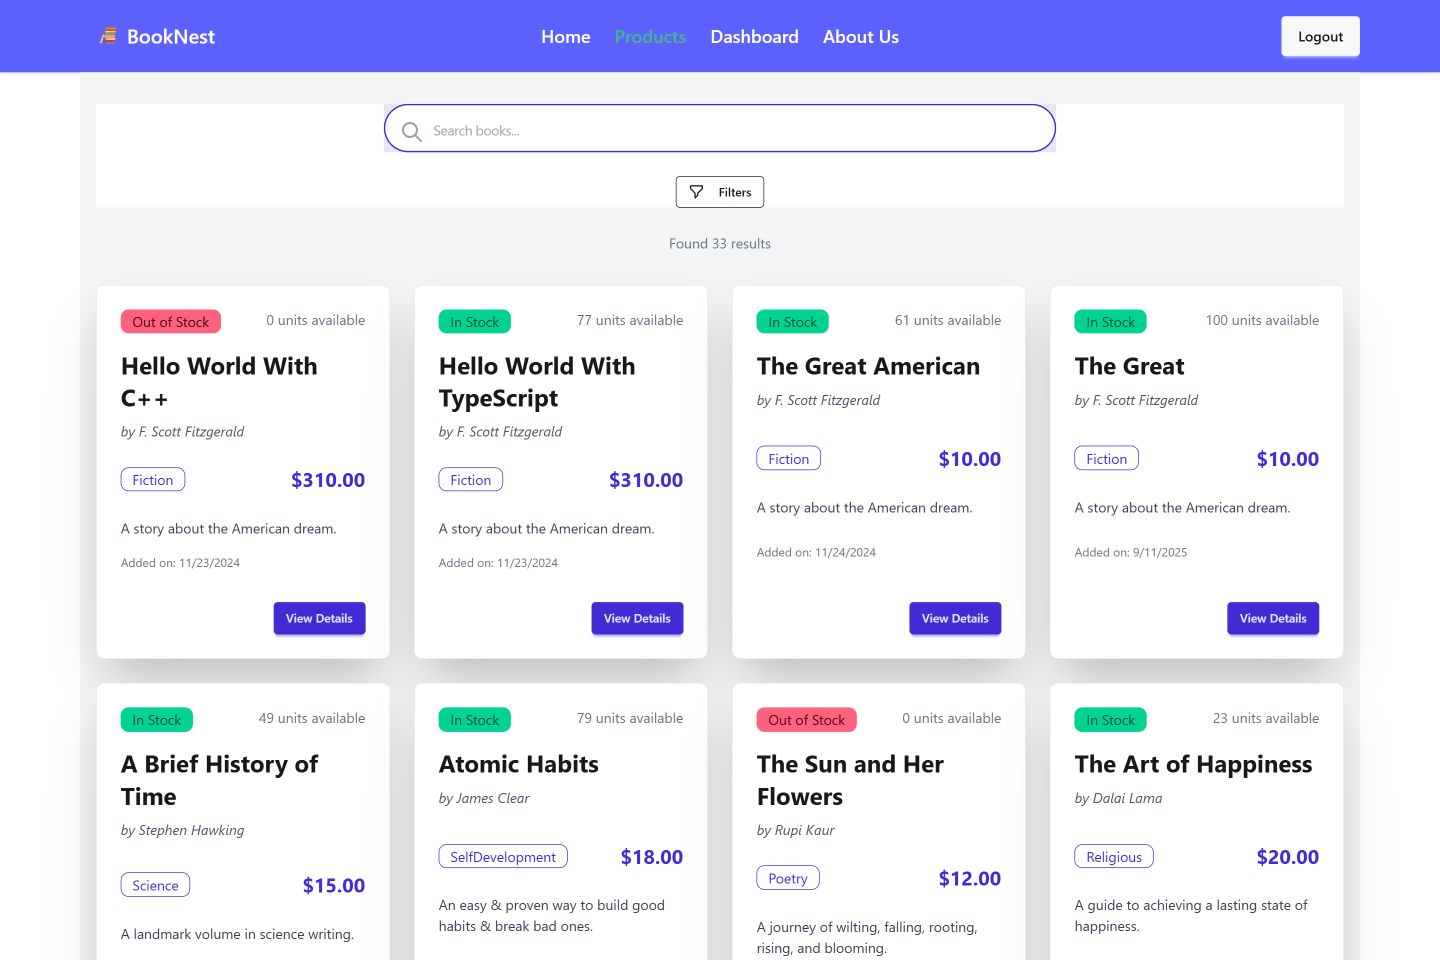 BookNest
Home
Products
Dashboard
About Us
Logout
Search books...
Filters
Found 33 results
Out of Stock
0 units available
Hello World With
C++
by F. Scott Fitzgerald
Fiction
$310.00
A story about the American dream.
Added on: 11/23/2024
View Details
In Stock
77 units available
Hello World With
TypeScript
by F. Scott Fitzgerald
Fiction
$310.00
A story about the American dream.
Added on: 11/23/2024
View Details
In Stock
61 units available
The Great American
by F. Scott Fitzgerald
Fiction
$10.00
A story about the American dream.
Added on: 11/24/2024
View Details
In Stock
100 units available
The Great
by F. Scott Fitzgerald
Fiction
$10.00
A story about the American dream.
Added on: 9/11/2025
View Details
In Stock
49 units available
A Brief History of
Time
by Stephen Hawking
Science
$15.00
A landmark volume in science writing.
In Stock
79 units available
Atomic Habits
by James Clear
SelfDevelopment
$18.00
An easy & proven way to build good
habits & break bad ones.
Out of Stock
0 units available
The Sun and Her
Flowers
by Rupi Kaur
Poetry
$12.00
A journey of wilting, falling, rooting,
rising, and blooming.
In Stock
23 units available
The Art of Happiness
by Dalai Lama
Religious
$20.00
A guide to achieving a lasting state of
happiness.